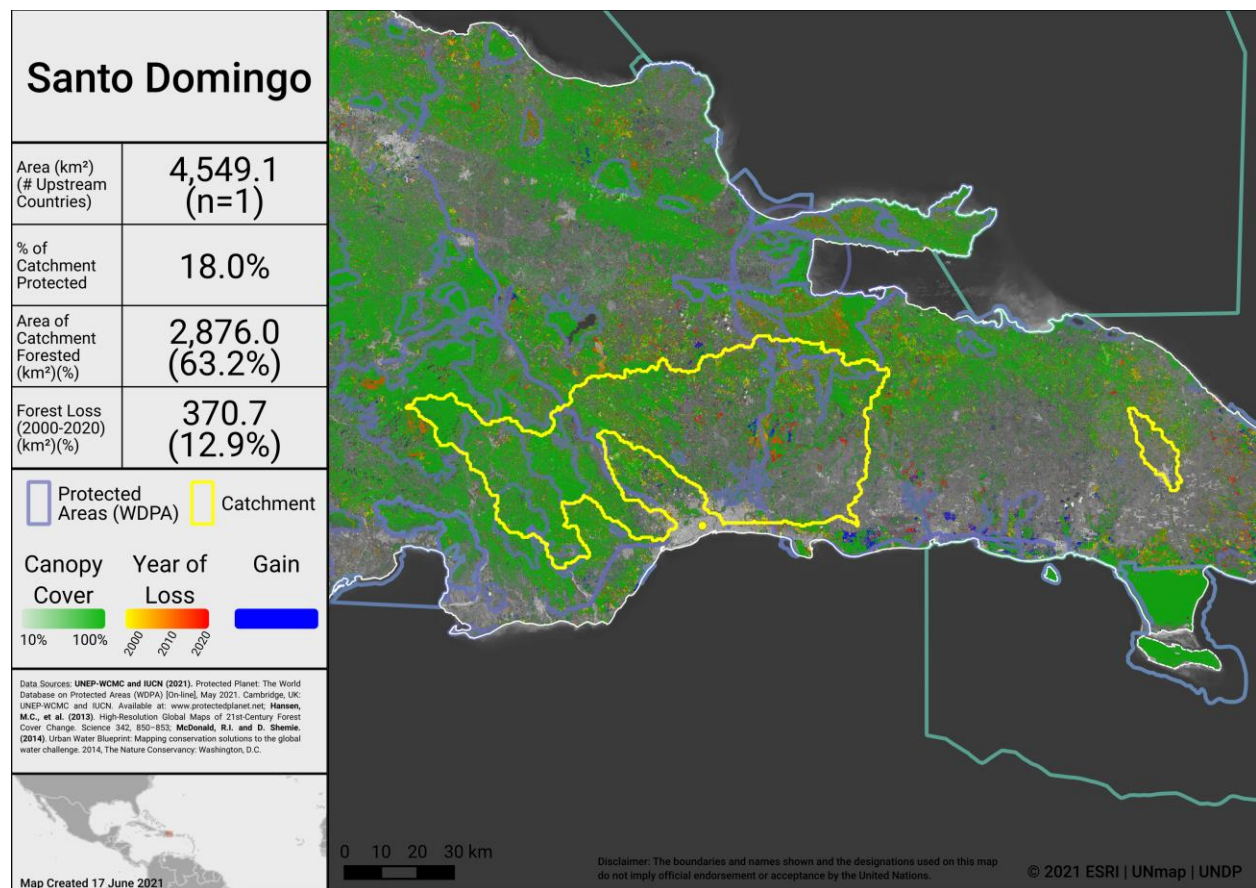 Santo Domingo
Area (km²)
(# Upstream
Countries)
4,549.1
(n=1)
% of
Catchment
Protected
18.0%
Area of
Catchment
Forested
(km²)(%)
2,876.0
(63.2%)
Forest Loss
(2000-2020)
(km²)(%)
370.7
(12.9%)
Protected
Areas (WDPA)
Catchment
Canopy
Cover
10% 100%
Year of
Loss
2000 2010 2020
Gain
Data Sources: UNEP-WCMC and IUCN (2021). Protected Planet: The World
Database on Protected Areas (WDPA) [On-line], May 2021. Cambridge, UK:
UNEP-WCMC and IUCN. Available at: www.protectedplanet.net; Hansen,
M.C., et al. (2013). High-Resolution Global Maps of 21st-Century Forest
Cover Change. Science 342, 850–853; McDonald, R.I. and D. Shemie.
(2014). Urban Water Blueprint: Mapping conservation solutions to the global
water challenge. 2014, The Nature Conservancy: Washington, D.C.
Map Created 17 June 2021
0 10 20 30 km
Disclaimer: The boundaries and names shown and the designations used on this map
do not imply official endorsement or acceptance by the United Nations.
© 2021 ESRI | UNmap | UNDP